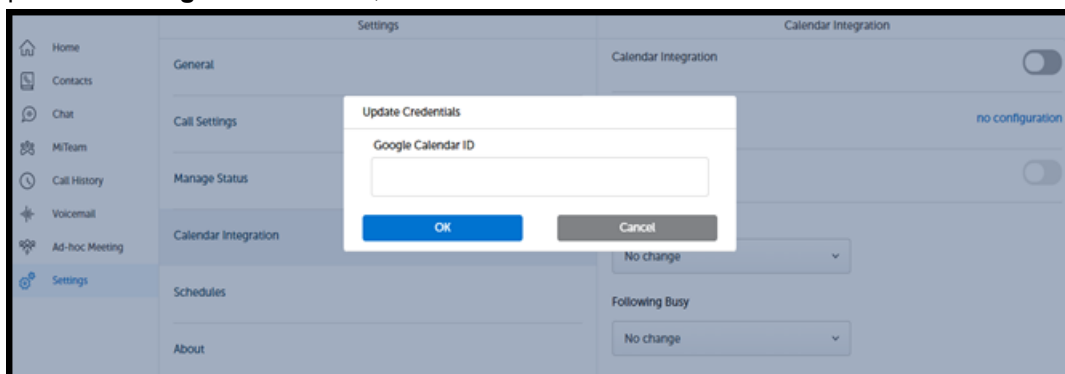 Settings
Calendar Integration
Home
Contacts
Chat
MiTeam
Call History
Voicemail
Ad-hoc Meeting
Settings
General
Call Settings
Manage Status
Calendar Integration
Schedules
About
Update Credentials
Google Calendar ID
OK
Cancel
Calendar Integration
no configuration
No change
Following Busy
No change